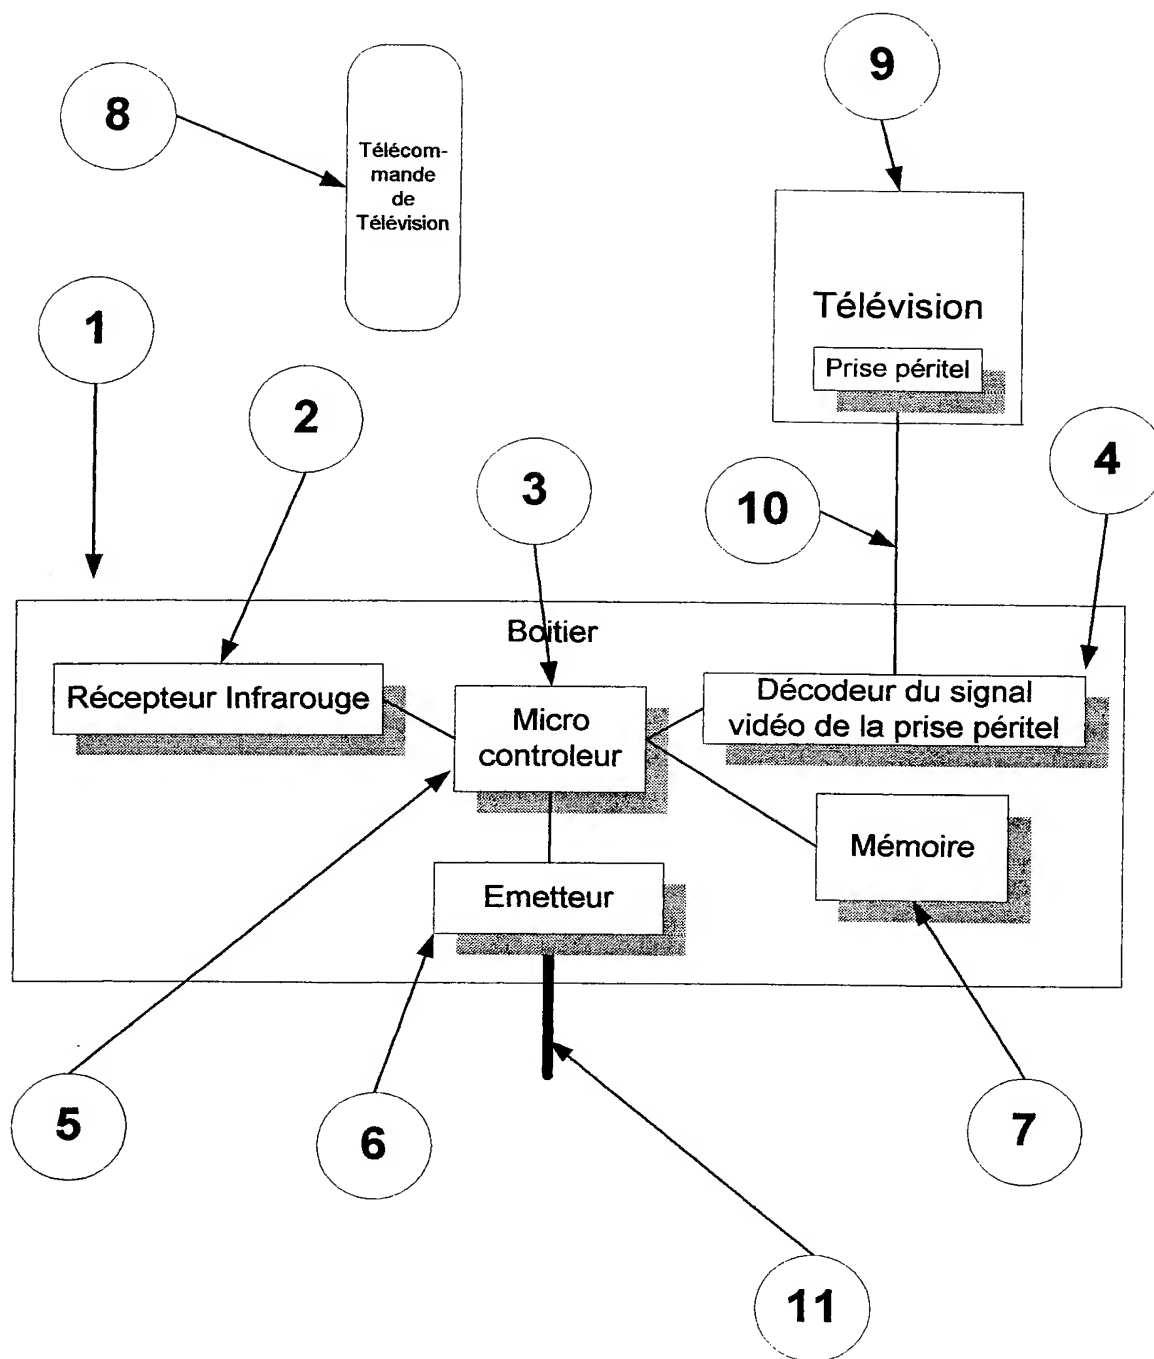 9
8
Télécom-
mande
de
Télévision
1
Télévision
Prise péritel
2
4
3
10
Boitier
Récepteur Infrarouge
Décodeur du signal
vidéo de la prise péritel
Micro
controleur
Mémoire
Emetteur
5
6
7
11